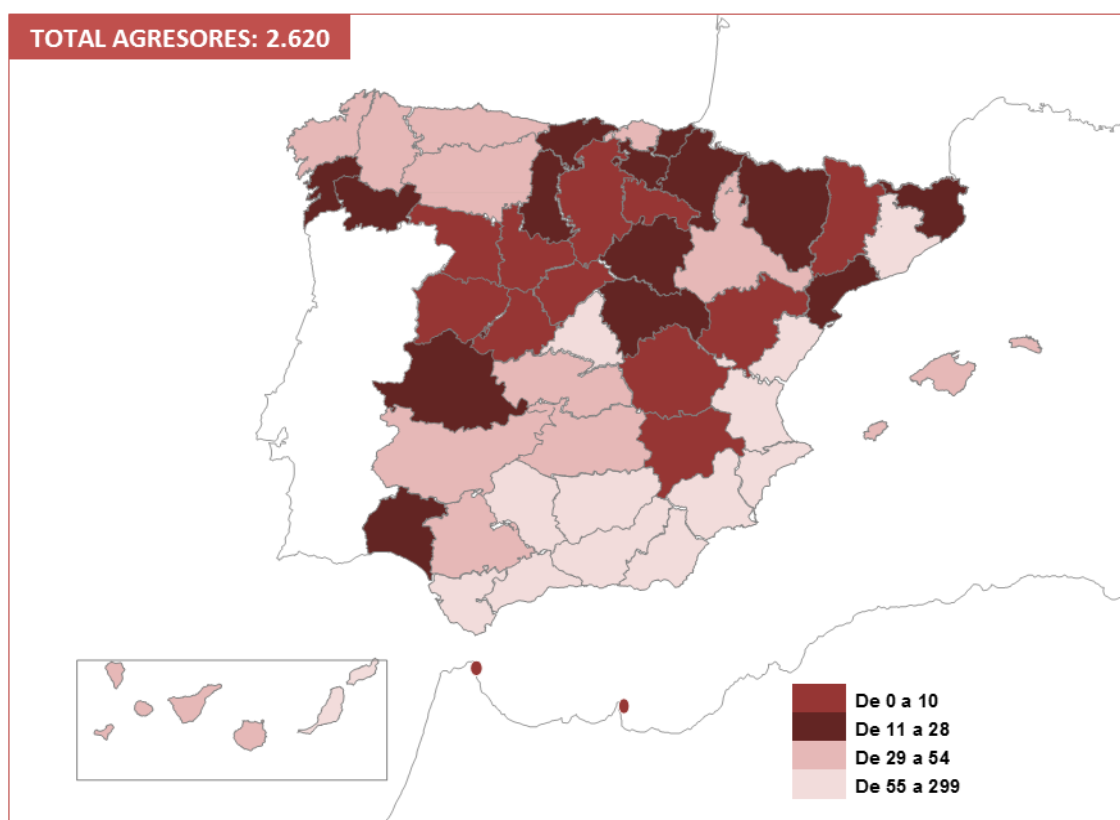 TOTAL AGRESORES: 2.620
De 0 a 10
De 11 a 28
De 29 a 54
De 55 a 299